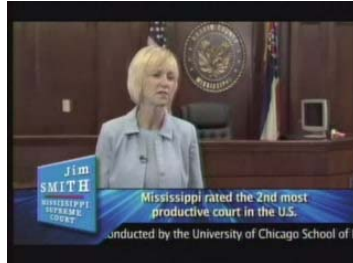 MISSISSIPPI
Jim
SMITH
MISSISSIPPI
SUPREME
COURT
Mississippi rated the 2nd most
productive court in the U.S.
onducted by the University of Chicago School of